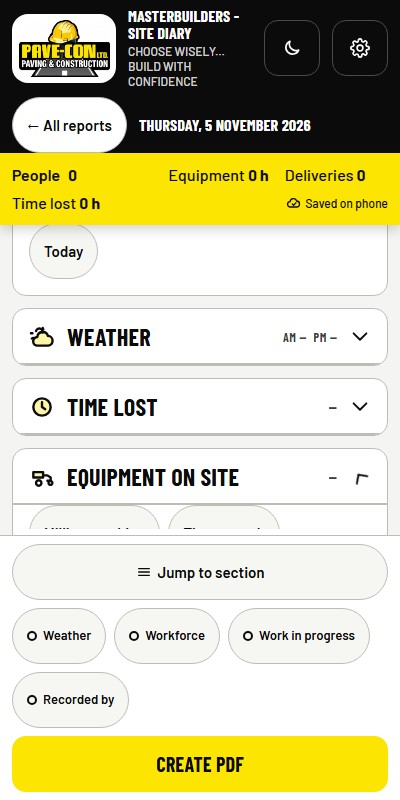 PAVE-CON LTD.
PAVING & CONSTRUCTION
MASTERBUILDERS -
SITE DIARY
CHOOSE WISELY...
BUILD WITH
CONFIDENCE
← All reports
THURSDAY, 5 NOVEMBER 2026
People 0
Equipment 0 h
Deliveries 0
Time lost 0 h
Saved on phone
Today
WEATHER
AM – PM –
TIME LOST
–
EQUIPMENT ON SITE
–
Jump to section
Weather
Workforce
Work in progress
Recorded by
CREATE PDF